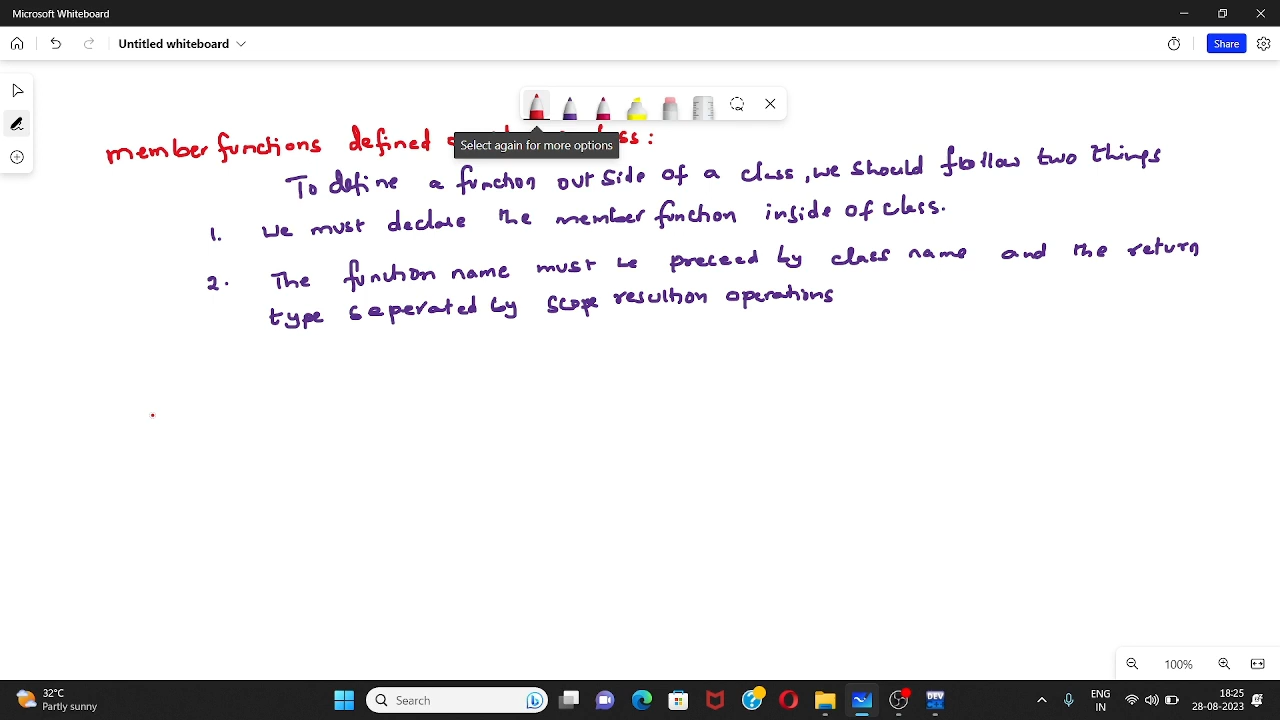 Microsoft Whiteboard
Untitled whiteboard
Share
Select again for more options
member functions defined
To define a function out side of a class, we should follow two things
1. we must declare the member function inside of class.
2. The function name must be preceed by class name and the return
type seperated by scope resultion operations
100%
32°C
Partly sunny
Search
DEV
ENG
IN
18:25
28-08-2023